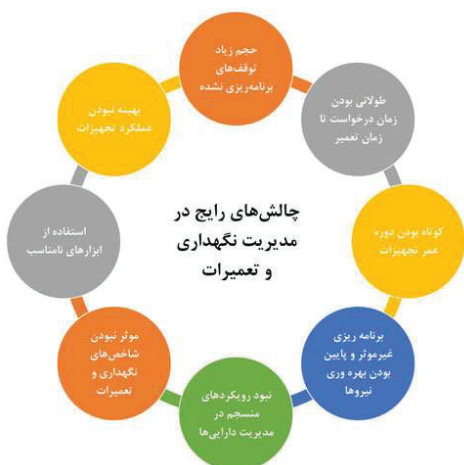 حجم زیاد
توقف‌های
برنامه‌ریزی نشده
طولانی بودن
زمان درخواست تا
زمان تعمیر
کوتاه بودن دوره
عمر تجهیزات
برنامه ریزی
غیرموثر و پایین
بودن بهره وری
نیروها
نبود رویکردهای
منسجم در
مدیریت دارایی‌ها
موثر نبودن
شاخص‌های
نگهداری و
تعمیرات
استفاده از
ابزارهای نامناسب
بهینه نبودن
عملکرد تجهیزات
چالش‌های رایج در
مدیریت نگهداری
و تعمیرات